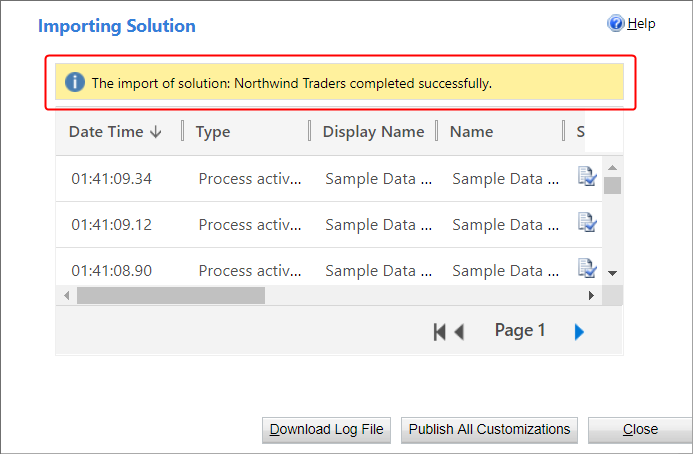 Importing Solution
Help
The import of solution: Northwind Traders completed successfully.
Date Time Type Display Name Name S
01:41:09.34 Process activ... Sample Data ... Sample Data ...
01:41:09.12 Process activ... Sample Data ... Sample Data ...
01:41:08.90 Process activ... Sample Data ... Sample Data ...
Page 1
Download Log File Publish All Customizations Close